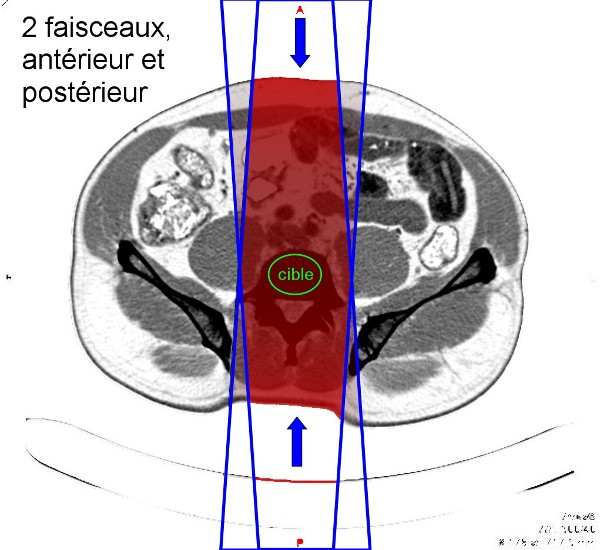 2 faisceaux,
antérieur et
postérieur
A
cible
P